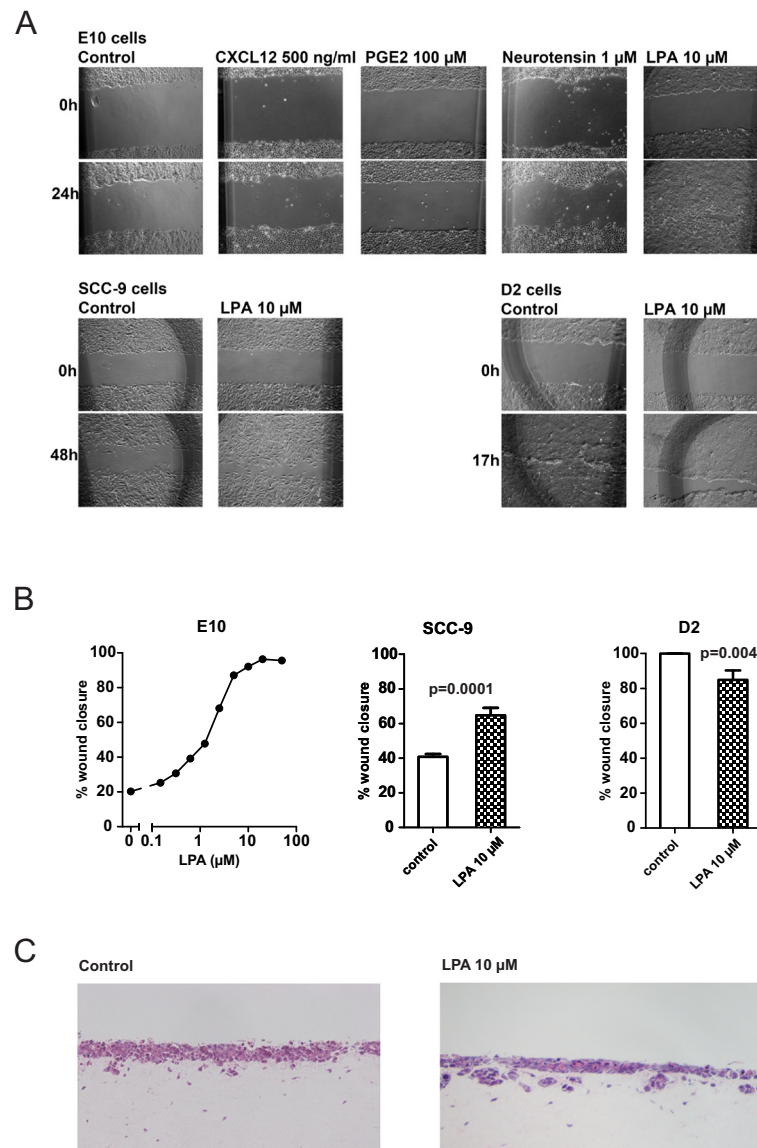 A
E10 cells
Control
CXCL12 500 ng/ml
PGE2 100 µM
Neurotensin 1 µM
LPA 10 µM
0h
24h
SCC-9 cells
Control
LPA 10 µM
D2 cells
Control
LPA 10 µM
0h
0h
48h
17h
B
E10
% wound closure
100
80
60
40
20
0
0 0.1 1 10 100
LPA (µM)
SCC-9
% wound closure
100
80
60
40
20
0
p=0.0001
control
LPA 10 µM
D2
% wound closure
100
80
60
40
20
0
p=0.004
control
LPA 10 µM
C
Control
LPA 10 µM